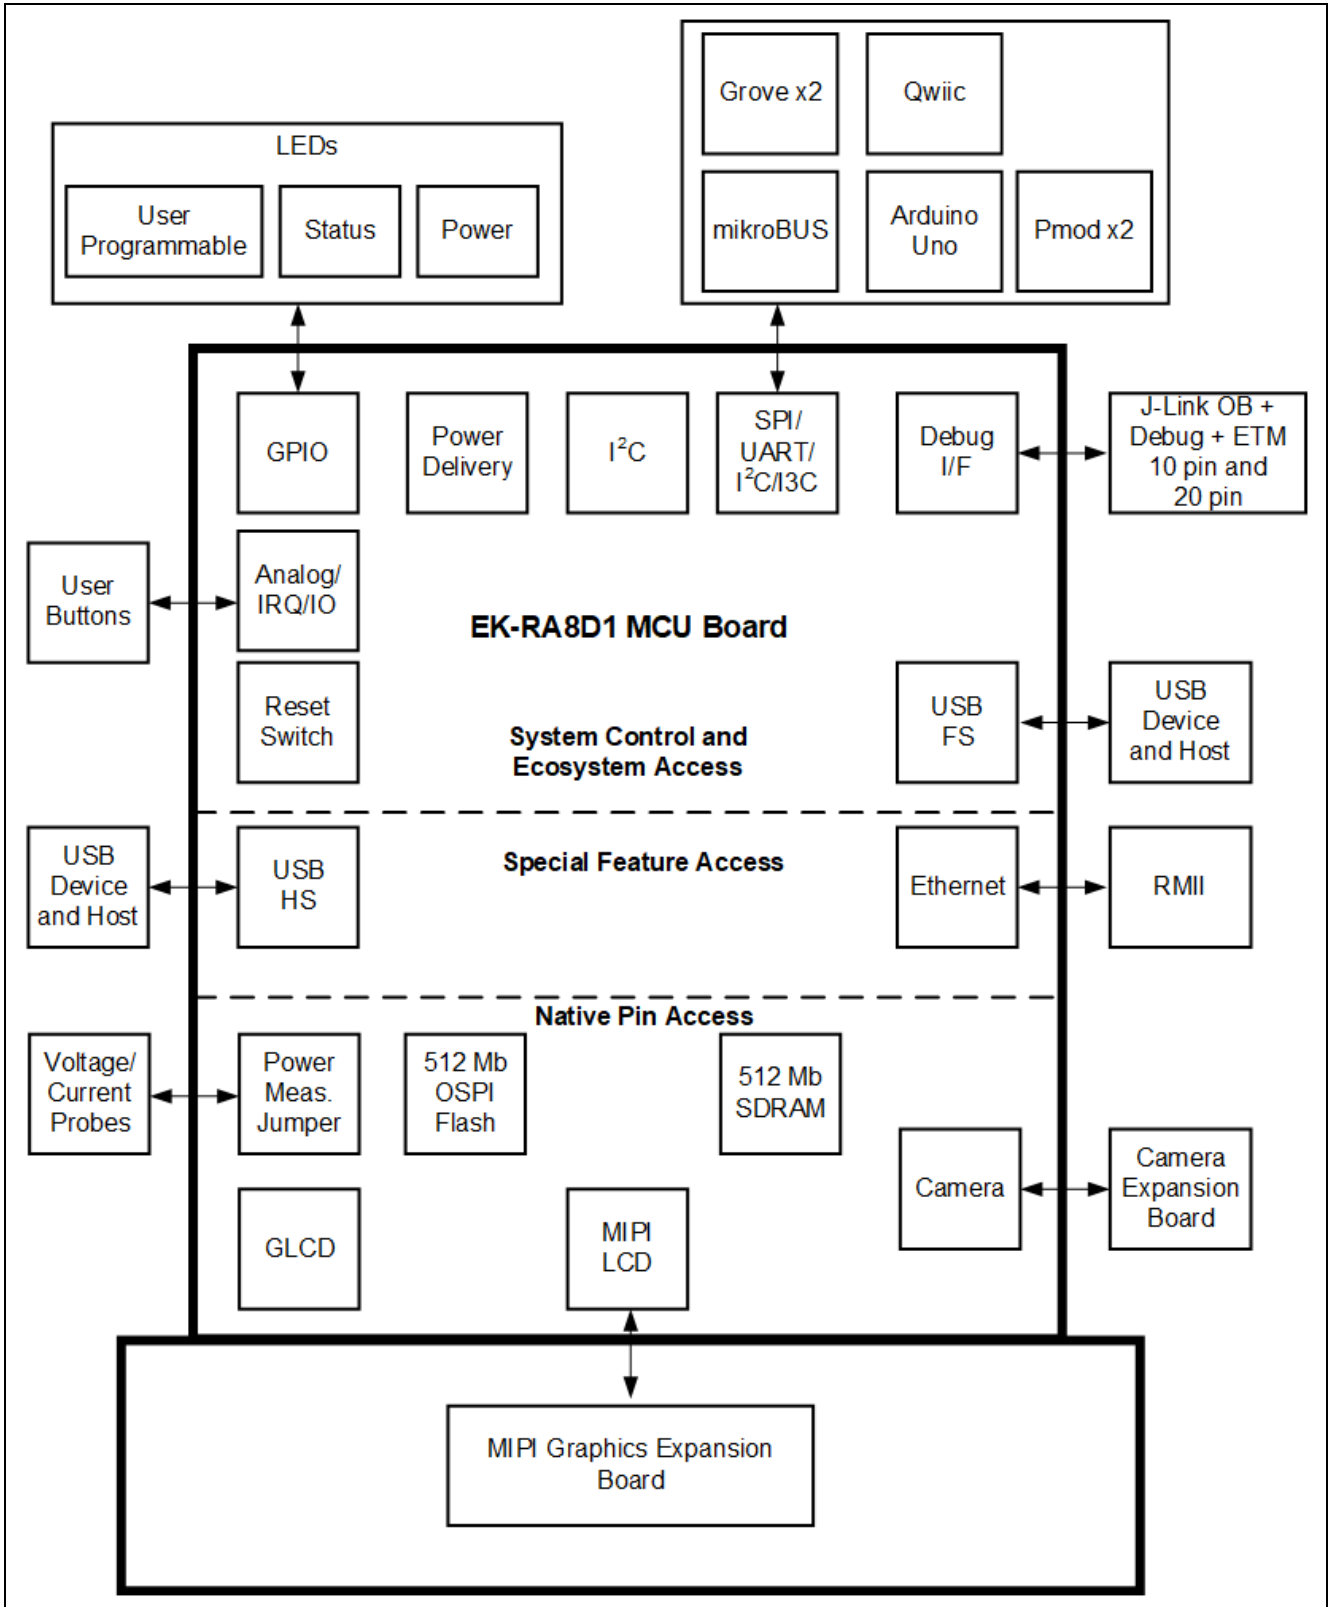 Grove x2
Qwiic
LEDs
User
Programmable
Status
Power
mikroBUS
Arduino
Uno
Pmod x2
GPIO
Power
Delivery
I²C
SPI/
UART/
I²C/I3C
Debug
I/F
J-Link OB +
Debug + ETM
10 pin and
20 pin
User
Buttons
Analog/
IRQ/IO
EK-RA8D1 MCU Board
Reset
Switch
System Control and
Ecosystem Access
USB
FS
USB
Device
and Host
USB
Device
and Host
USB
HS
Special Feature Access
Ethernet
RMII
Native Pin Access
Voltage/
Current
Probes
Power
Meas.
Jumper
512 Mb
OSPI
Flash
512 Mb
SDRAM
Camera
Camera
Expansion
Board
GLCD
MIPI
LCD
MIPI Graphics Expansion
Board